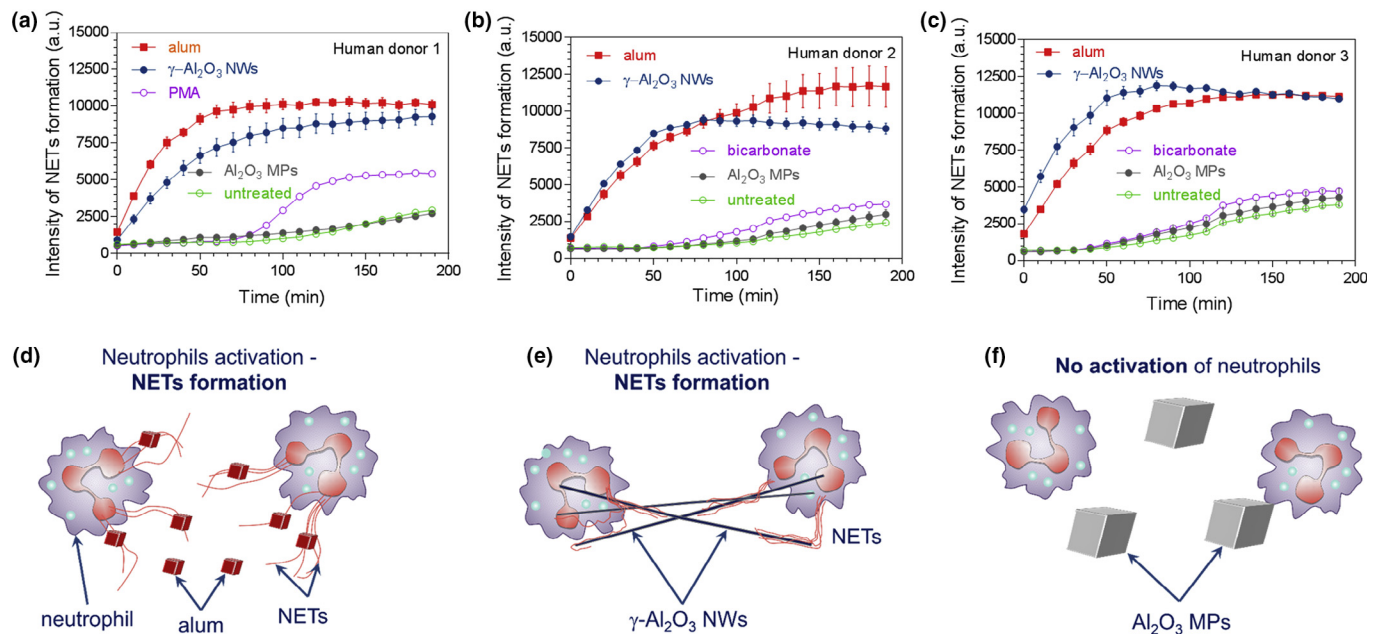 (a)
15000
12500
10000
7500
5000
2500
0
Intensity of NETs formation (a.u.)
alum
γ-Al₂O₃ NWs
PMA
Al₂O₃ MPs
untreated
Human donor 1
0 50 100 150 200
Time (min)
(b)
15000
12500
10000
7500
5000
2500
0
Intensity of NETs formation (a.u.)
alum
γ-Al₂O₃ NWs
bicarbonate
Al₂O₃ MPs
untreated
Human donor 2
0 50 100 150 200
Time (min)
(c)
15000
12500
10000
7500
5000
2500
0
Intensity of NETs formation (a.u.)
alum
γ-Al₂O₃ NWs
bicarbonate
Al₂O₃ MPs
untreated
Human donor 3
0 50 100 150 200
Time (min)
(d)
Neutrophils activation -
NETs formation
neutrophil
alum
NETs
(e)
Neutrophils activation -
NETs formation
NETs
γ-Al₂O₃ NWs
(f)
No activation of neutrophils
Al₂O₃ MPs